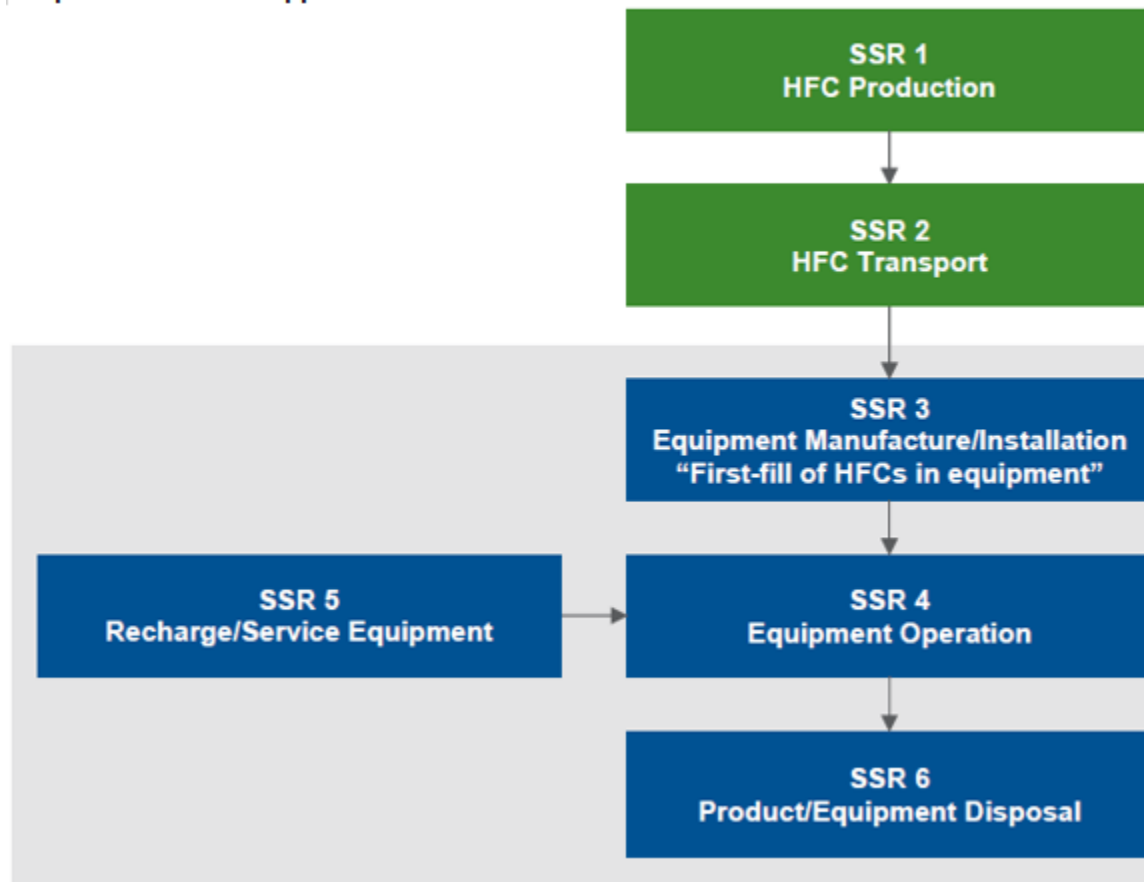 SSR 1
HFC Production
SSR 2
HFC Transport
SSR 3
Equipment Manufacture/Installation
“First-fill of HFCs in equipment”
SSR 5
Recharge/Service Equipment
SSR 4
Equipment Operation
SSR 6
Product/Equipment Disposal